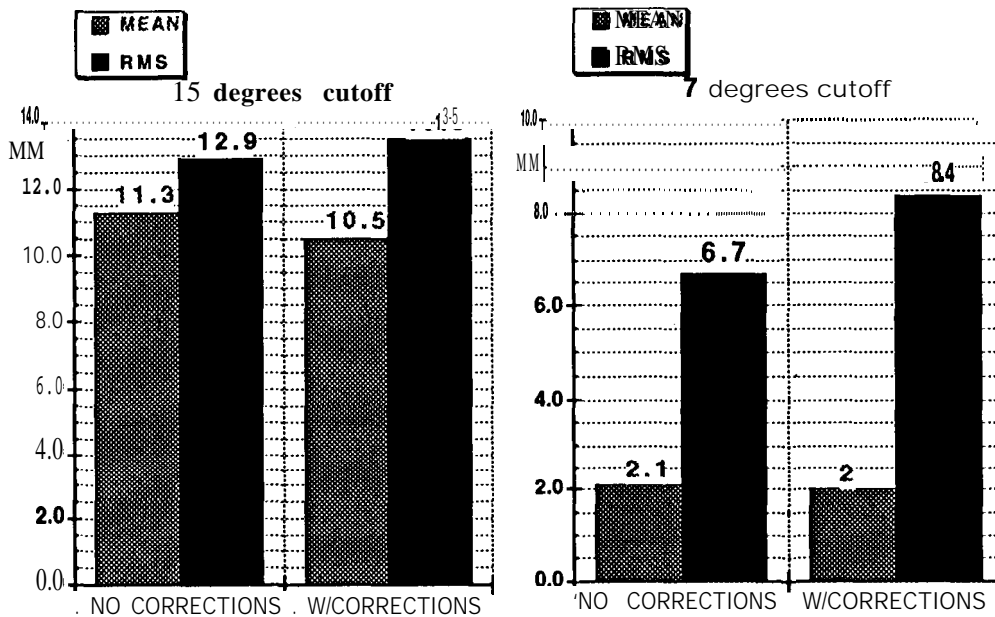 MEAN
RMS
15 degrees cutoff
14.0
MM
12.0
10.0
8.0
6.0
4.0
2.0
0.0
11.3
12.9
10.5
13-5
. NO CORRECTIONS . W/CORRECTIONS
MEAN
RMS
7 degrees cutoff
10.0
MM
8.0
6.0
4.0
2.0
0.0
2.1
6.7
2
8.4
'NO CORRECTIONS W/CORRECTIONS